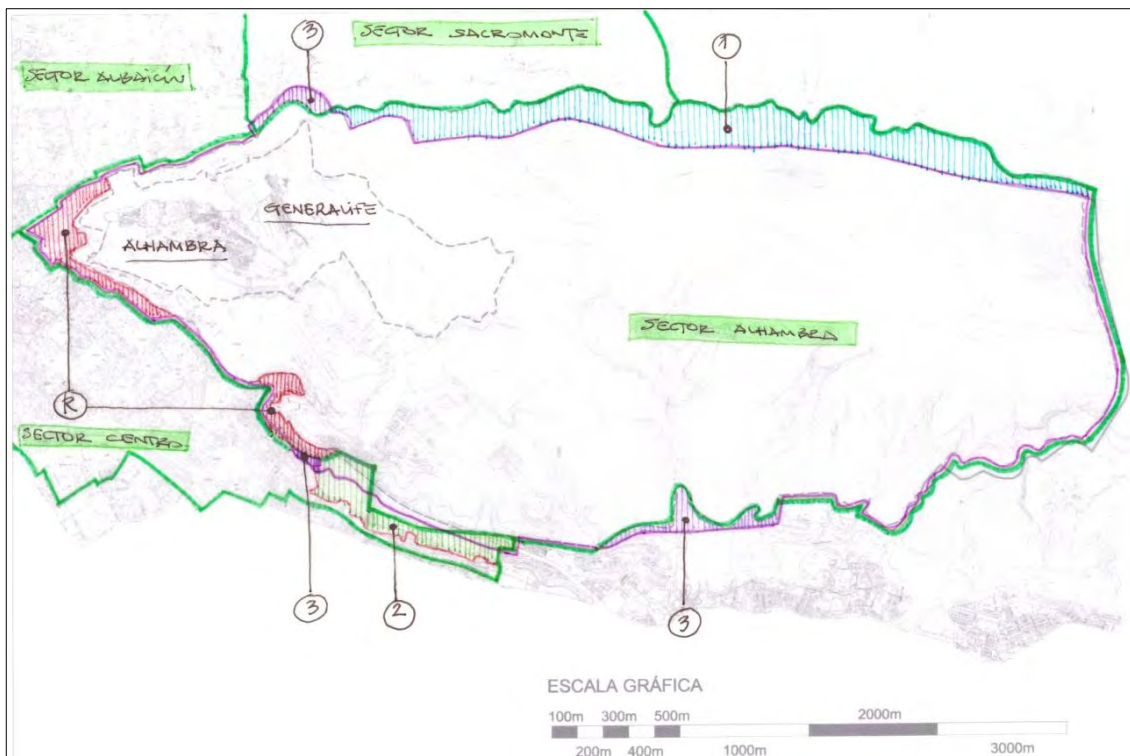 SECTOR SACROMONTE
3
1
SECTOR ALBAICÍN
GENERALIFE
ALHAMBRA
SECTOR ALHAMBRA
R
SECTOR CENTRO
3
2
3
ESCALA GRÁFICA
100m 300m 500m 2000m
200m 400m 1000m 3000m